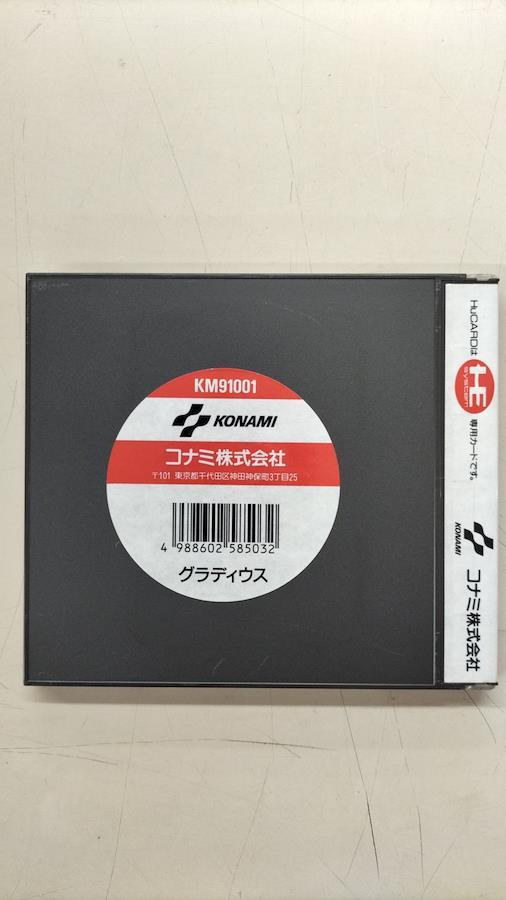 KM91001
KONAMI
コナミ株式会社
〒101 東京都千代田区神田神保町3丁目25
4 988602 585032
グラディウス
HuCARDは
HE
system
専用カードです。
KONAMI
コナミ株式会社